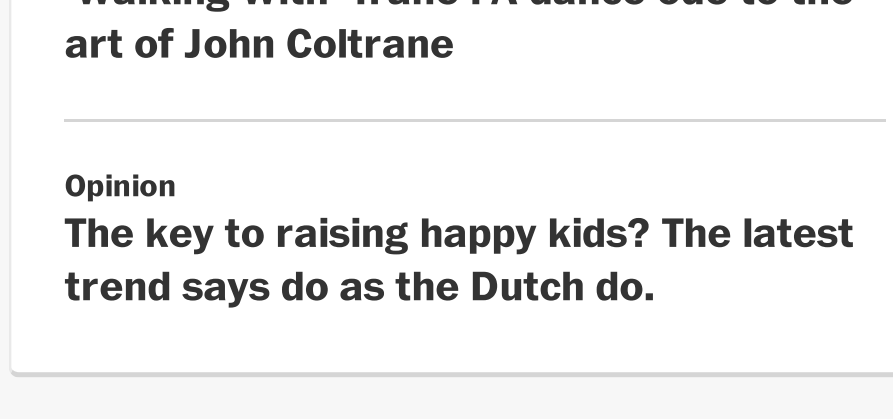 art of John Coltrane
Opinion
The key to raising happy kids? The latest
trend says do as the Dutch do.